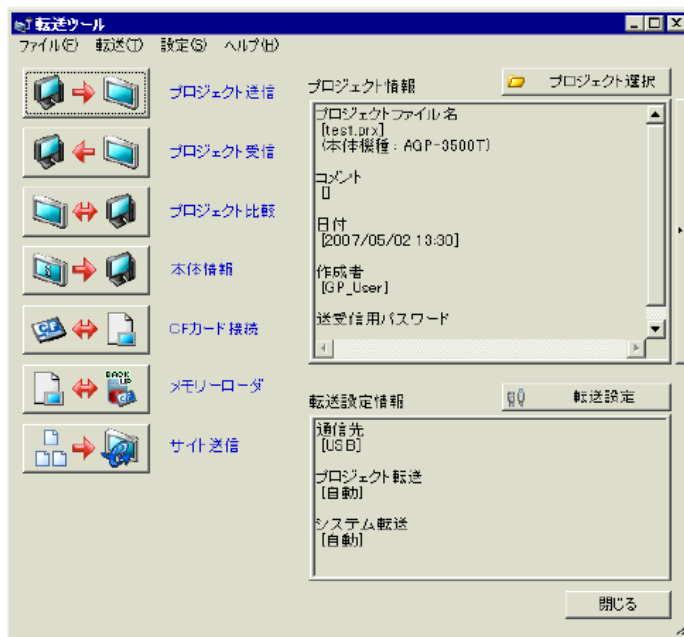 転送ツール
ファイル(F) 転送(T) 設定(S) ヘルプ(H)
プロジェクト送信
プロジェクト受信
プロジェクト比較
本体情報
CFカード接続
メモリーローダ
BACK
UP
サイト送信
プロジェクト情報
プロジェクト選択
プロジェクトファイル名
[test.prx]
(本体機種：AGP-3500T)
コメント
[]
日付
[2007/05/02 13:30]
作成者
[GP_User]
送受信用パスワード
転送設定情報
転送設定
通信先
[USB]
プロジェクト転送
[自動]
システム転送
[自動]
閉じる